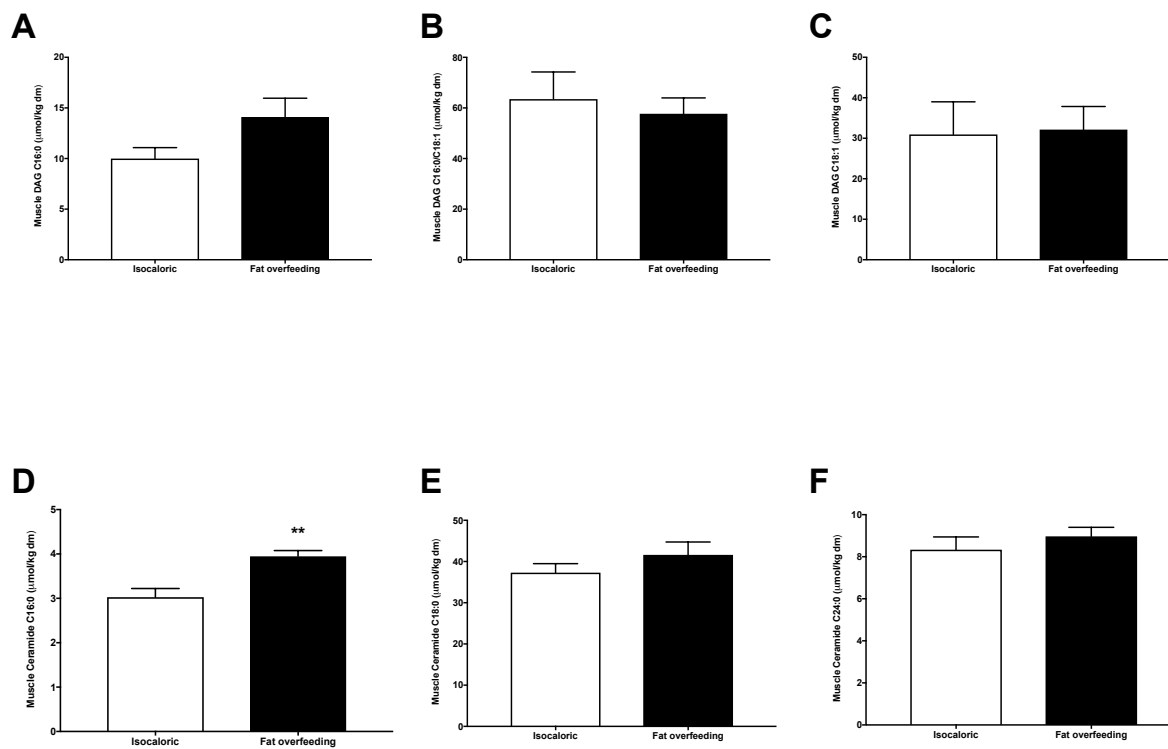 A
Muscle DAG C16:0 (μmol/kg dm)
20
15
10
5
0
Isocaloric
Fat overfeeding
B
Muscle DAG C16:0/C18:1 (μmol/kg dm)
80
60
40
20
0
Isocaloric
Fat overfeeding
C
Muscle DAG C18:1 (μmol/kg dm)
50
40
30
20
10
0
Isocaloric
Fat overfeeding
D
Muscle Ceramide C16:0 (μmol/kg dm)
5
4
3
2
1
0
**
Isocaloric
Fat overfeeding
E
Muscle Ceramide C18:0 (μmol/kg dm)
50
40
30
20
10
0
Isocaloric
Fat overfeeding
F
Muscle Ceramide C24:0 (μmol/kg dm)
10
8
6
4
2
0
Isocaloric
Fat overfeeding